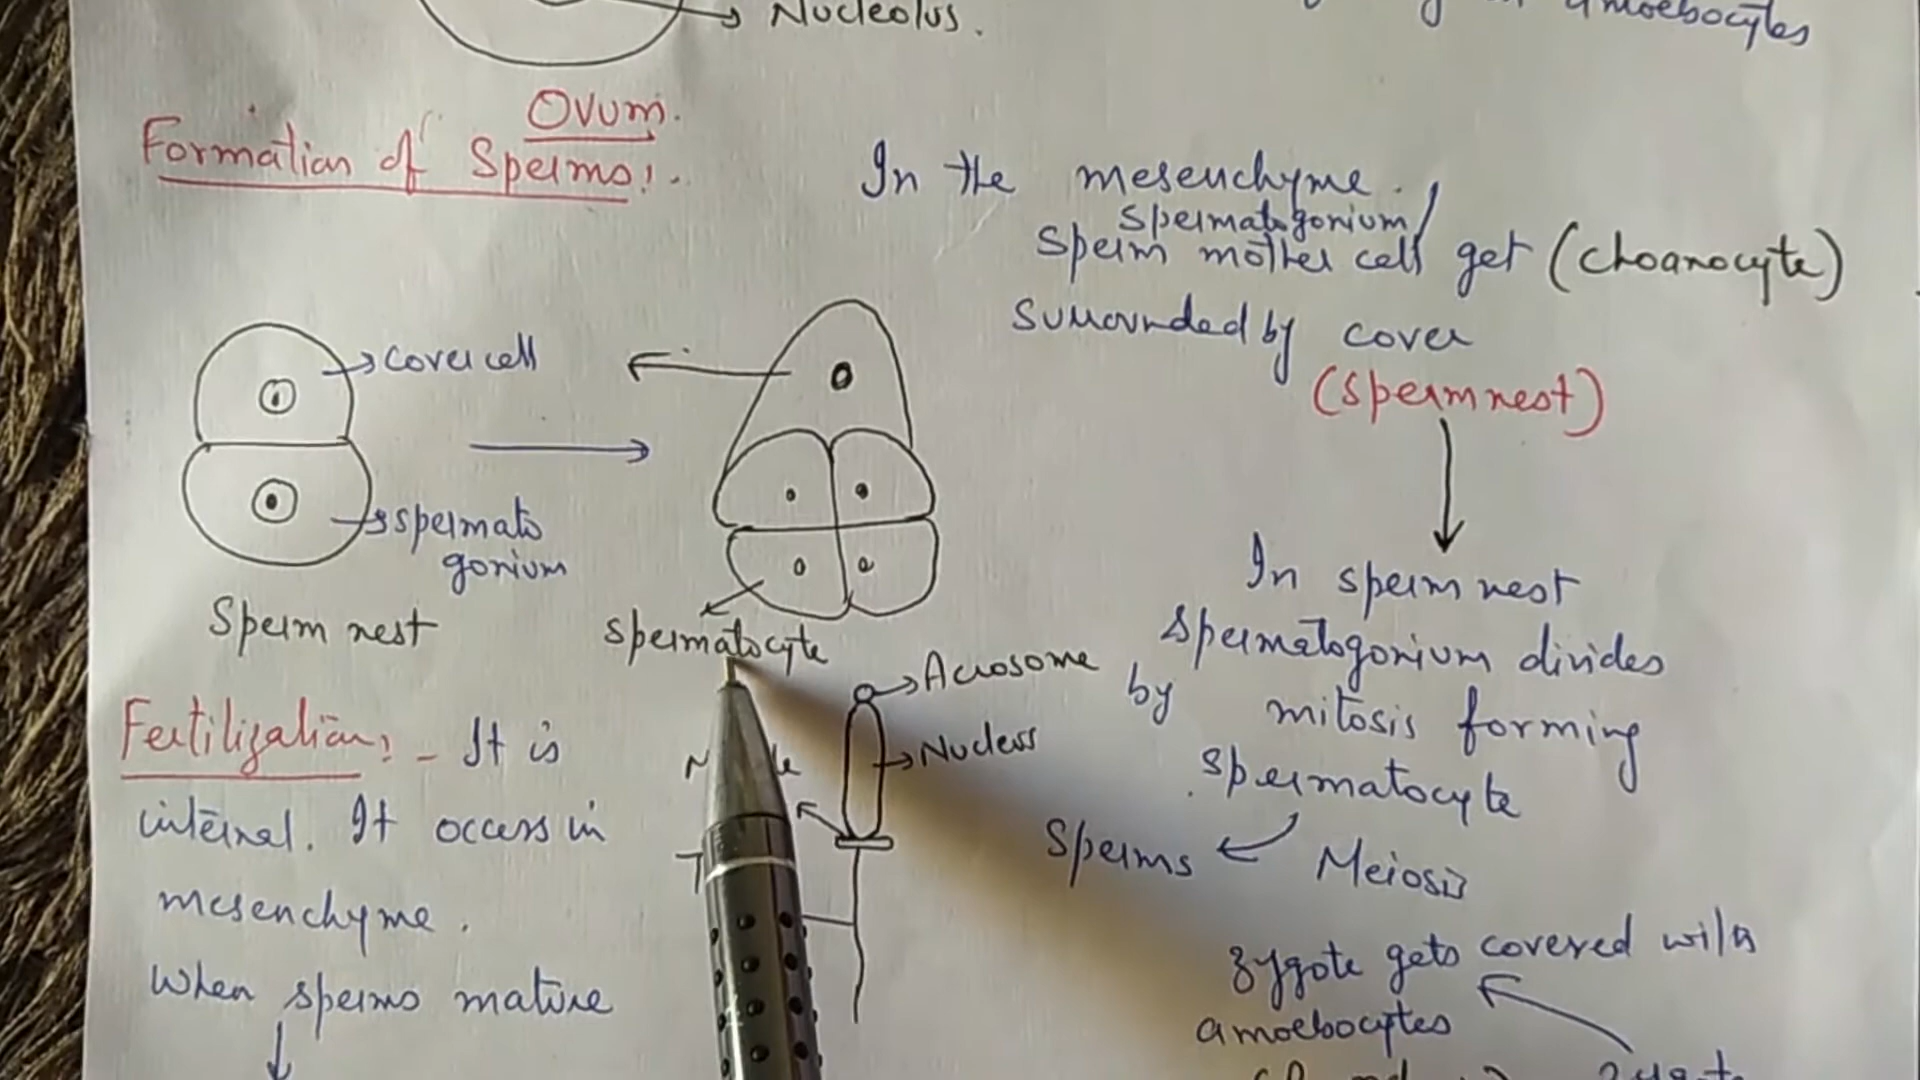 Nucleolus.
amoebocytes
Ovum.
Formation of Sperms:-
In the mesenchyme.
spermatogonium/
sperm mother cell get (choanocyte)
surrounded by cover
(sperm nest)
cover cell
spermato
gonium
Sperm nest
spermatocyte
In sperm nest
spermatogonium divides
by mitosis forming
spermatocyte
Sperms
Meiosis
Acrosome
Nucleus
Fertilization:- It is
internal. It occurs in
mesenchyme.
When sperms mature
zygote gets covered with
amoebocytes